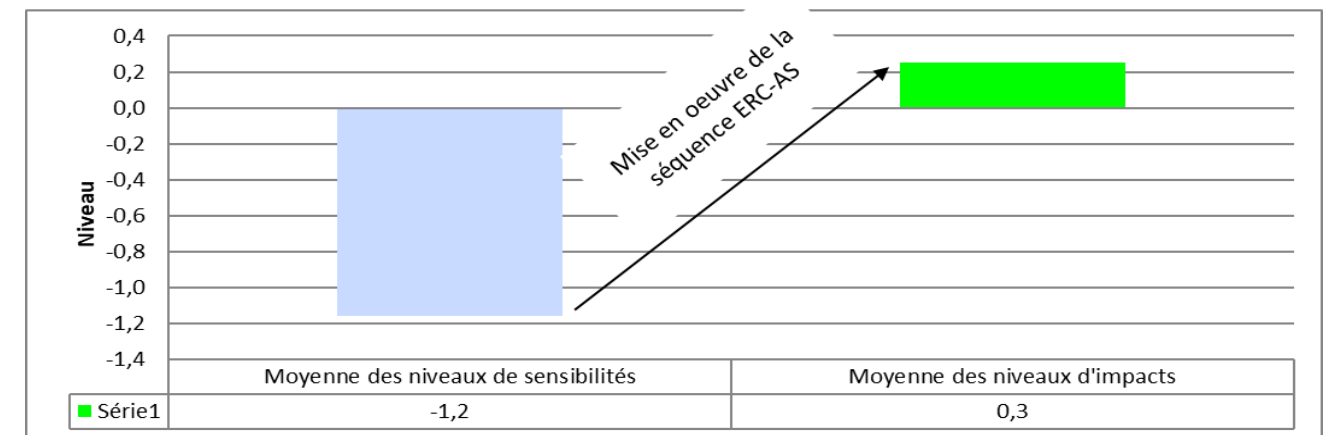 0,4
0,2
0,0
-0,2
-0,4
-0,6
-0,8
-1,0
-1,2
-1,4
Niveau
Mise en oeuvre de la
séquence ERC-AS
Moyenne des niveaux de sensibilités Moyenne des niveaux d'impacts
Série1 -1,2 0,3